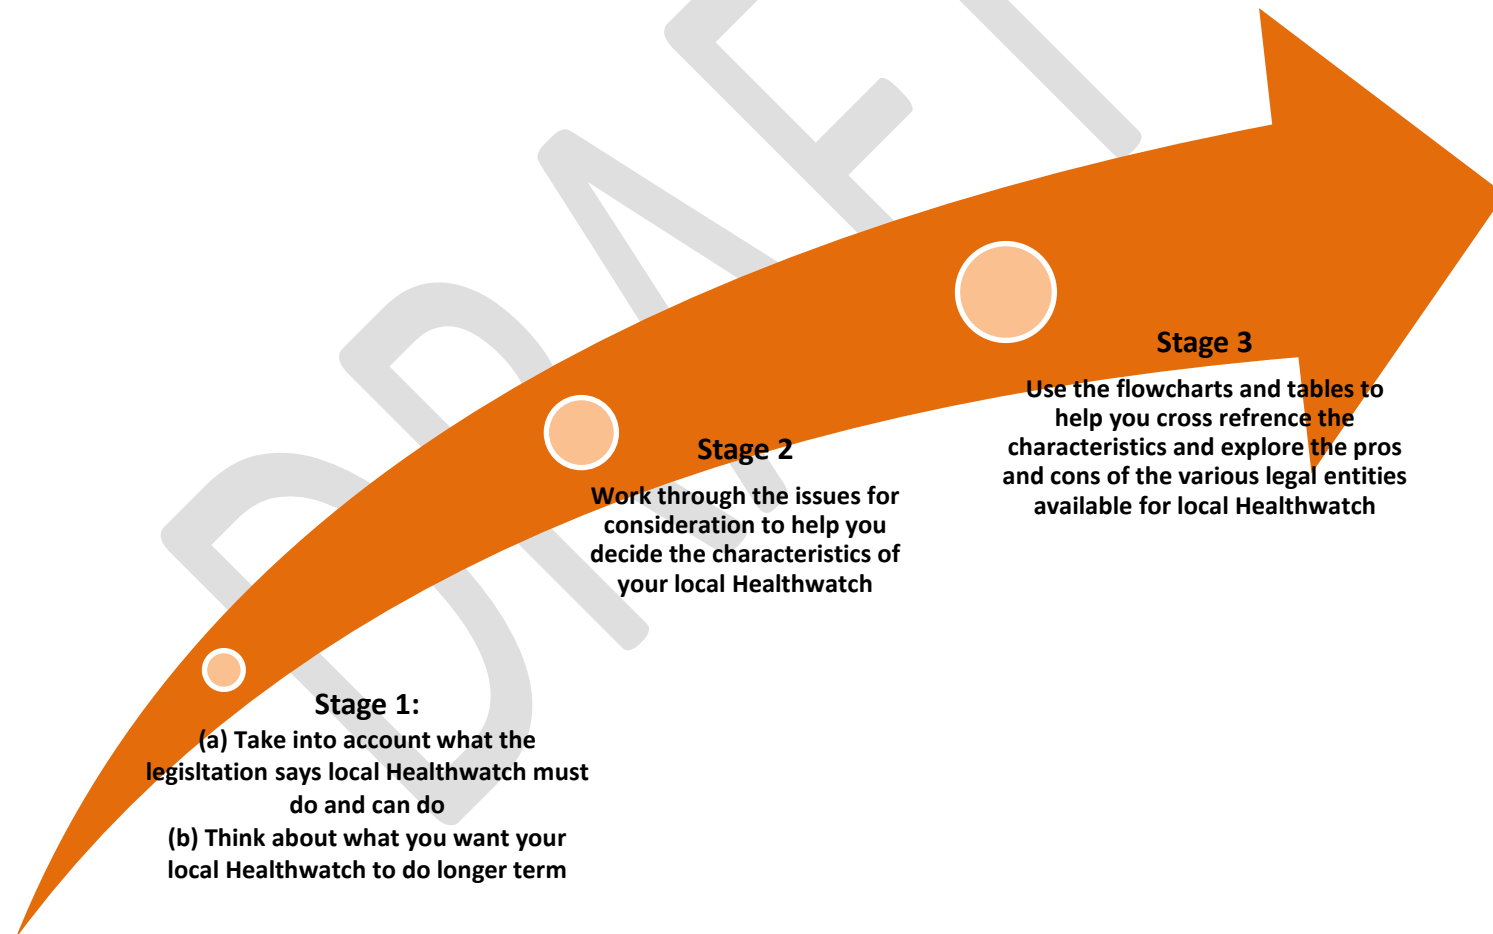 DRAFT
Stage 1:
(a) Take into account what the
legisltation says local Healthwatch must
do and can do
(b) Think about what you want your
local Healthwatch to do longer term
Stage 2
Work through the issues for
consideration to help you
decide the characteristics of
your local Healthwatch
Stage 3
Use the flowcharts and tables to
help you cross refrence the
characteristics and explore the pros
and cons of the various legal entities
available for local Healthwatch